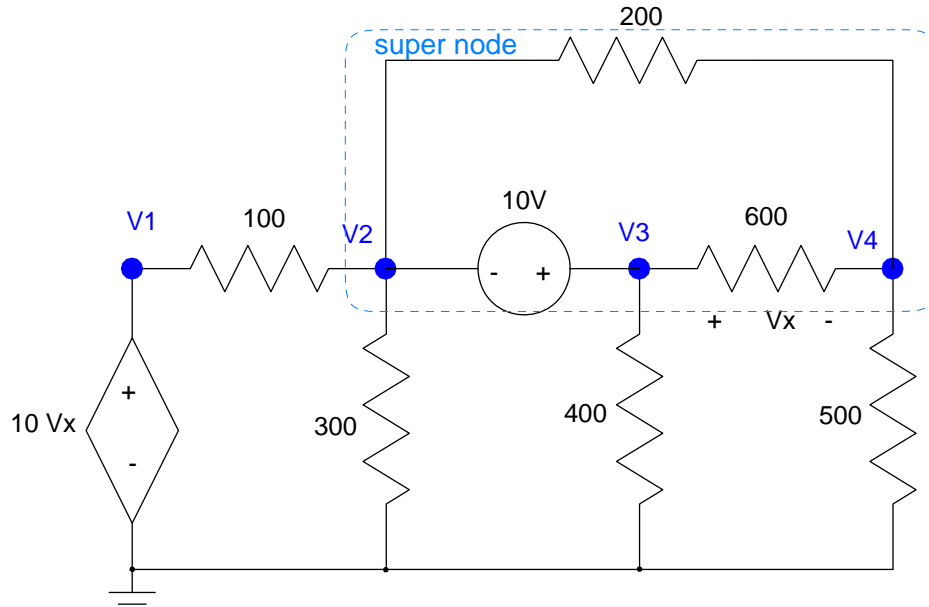 200
super node
10V
V1
100
V2
V3
600
V4
- +
+ Vx -
+
10 Vx
-
300
400
500